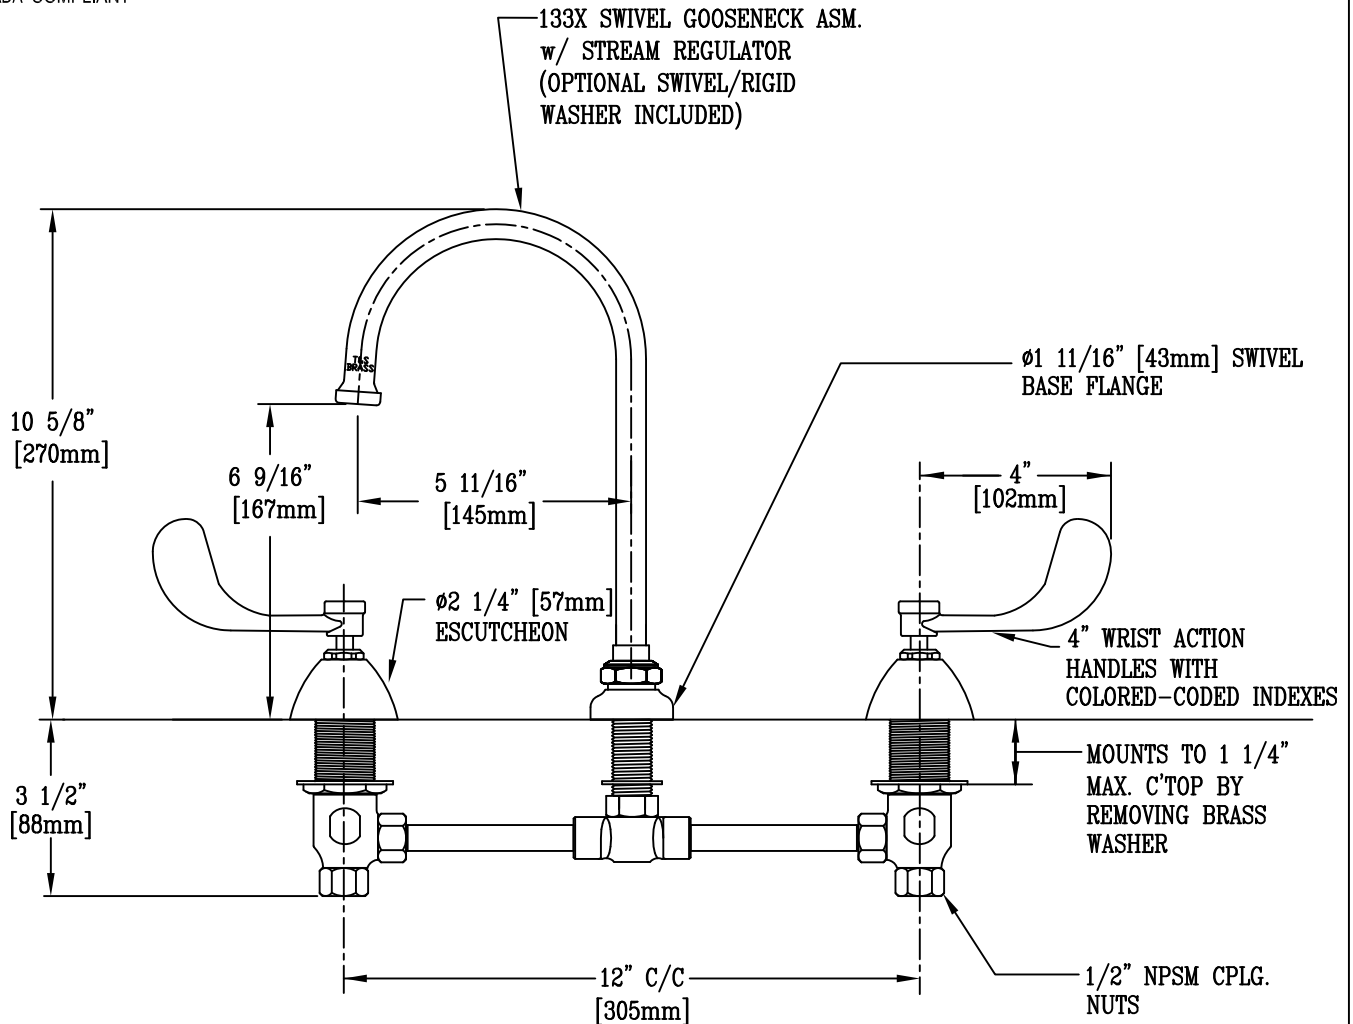 133X SWIVEL GOOSENECK ASM.
w/ STREAM REGULATOR
(OPTIONAL SWIVEL/RIGID
WASHER INCLUDED)
T&S
BRASS
ø1 11/16” [43mm] SWIVEL
BASE FLANGE
10 5/8”
[270mm]
6 9/16”
[167mm]
5 11/16”
[145mm]
4”
[102mm]
ø2 1/4” [57mm]
ESCUTCHEON
4” WRIST ACTION
HANDLES WITH
COLORED-CODED INDEXES
3 1/2”
[88mm]
MOUNTS TO 1 1/4”
MAX. C'TOP BY
REMOVING BRASS
WASHER
12” C/C
[305mm]
1/2” NPSM CPLG.
NUTS